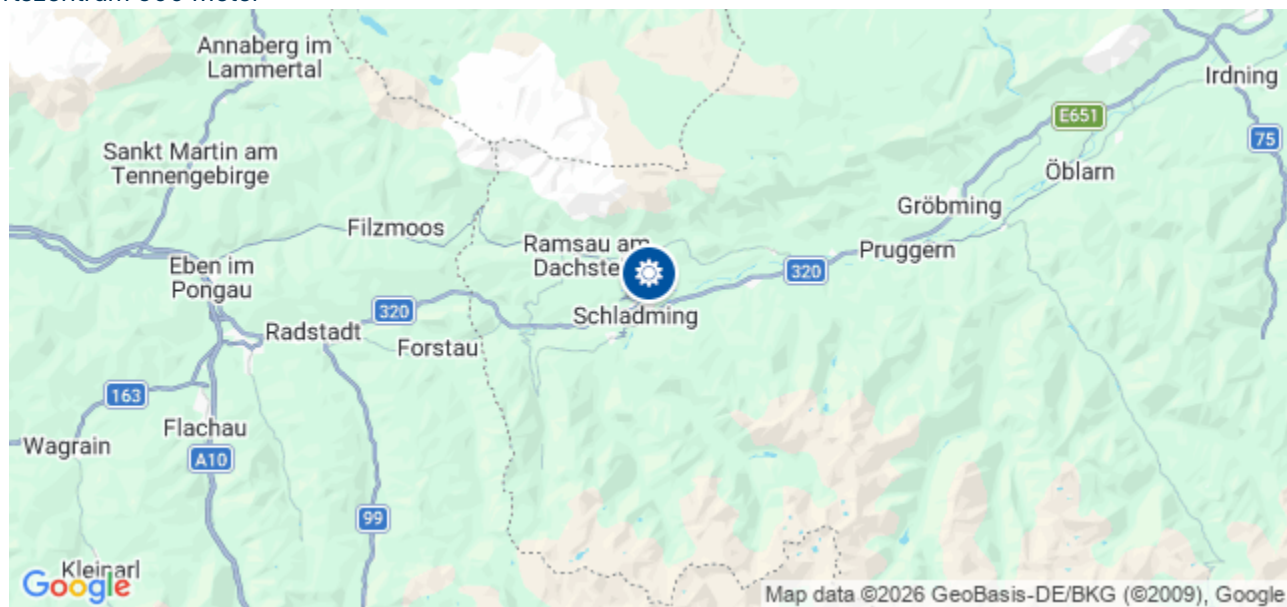 Annaberg im
Lammertal
Irdning
E651
75
Sankt Martin am
Tennengebirge
Öblarn
Gröbming
Filzmoos
Ramsau am
Pruggern
Eben im
Pongau
320
320
Schladming
Radstadt
Forstau
163
Flachau
Wagrain
A10
99
Kleinarl
Google
Map data ©2026 GeoBasis-DE/BKG (©2009), Google